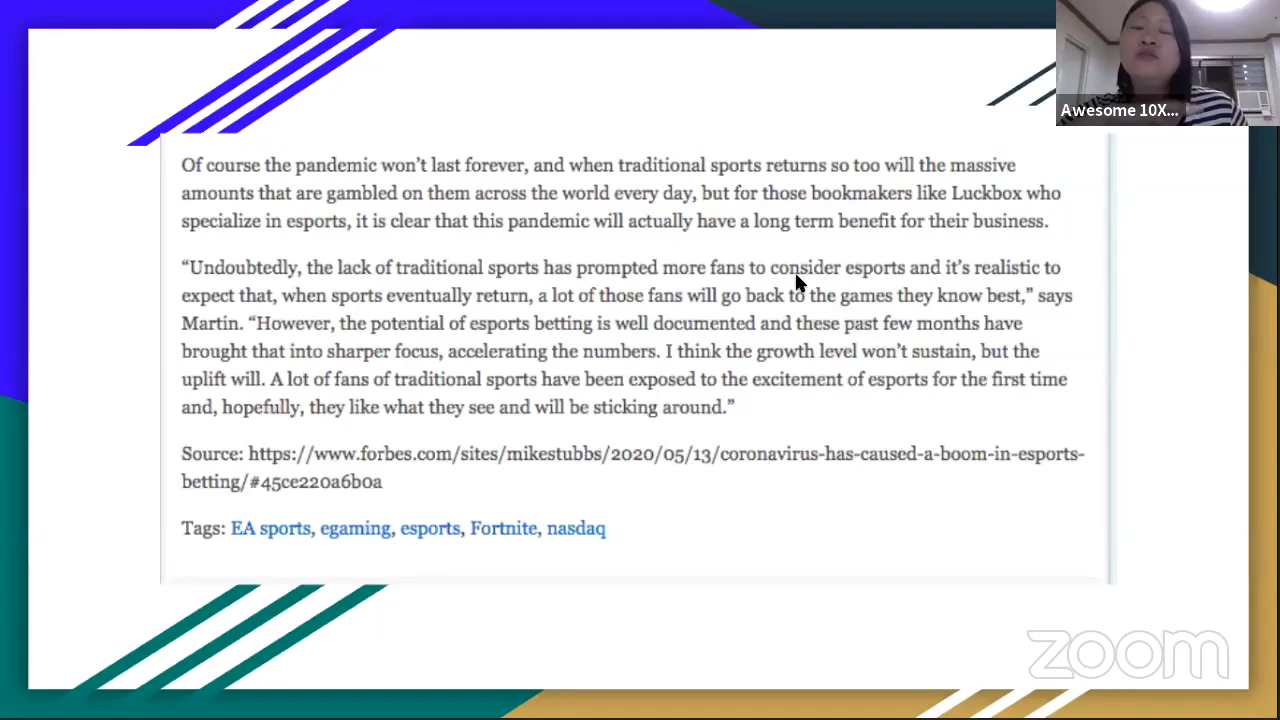 Awesome 10X...
Of course the pandemic won’t last forever, and when traditional sports returns so too will the massive
amounts that are gambled on them across the world every day, but for those bookmakers like Luckbox who
specialize in esports, it is clear that this pandemic will actually have a long term benefit for their business.
“Undoubtedly, the lack of traditional sports has prompted more fans to consider esports and it’s realistic to
expect that, when sports eventually return, a lot of those fans will go back to the games they know best,” says
Martin. “However, the potential of esports betting is well documented and these past few months have
brought that into sharper focus, accelerating the numbers. I think the growth level won’t sustain, but the
uplift will. A lot of fans of traditional sports have been exposed to the excitement of esports for the first time
and, hopefully, they like what they see and will be sticking around.”
Source: https://www.forbes.com/sites/mikestubbs/2020/05/13/coronavirus-has-caused-a-boom-in-esports-
betting/#45ce220a6b0a
Tags: EA sports, egaming, esports, Fortnite, nasdaq
zoom